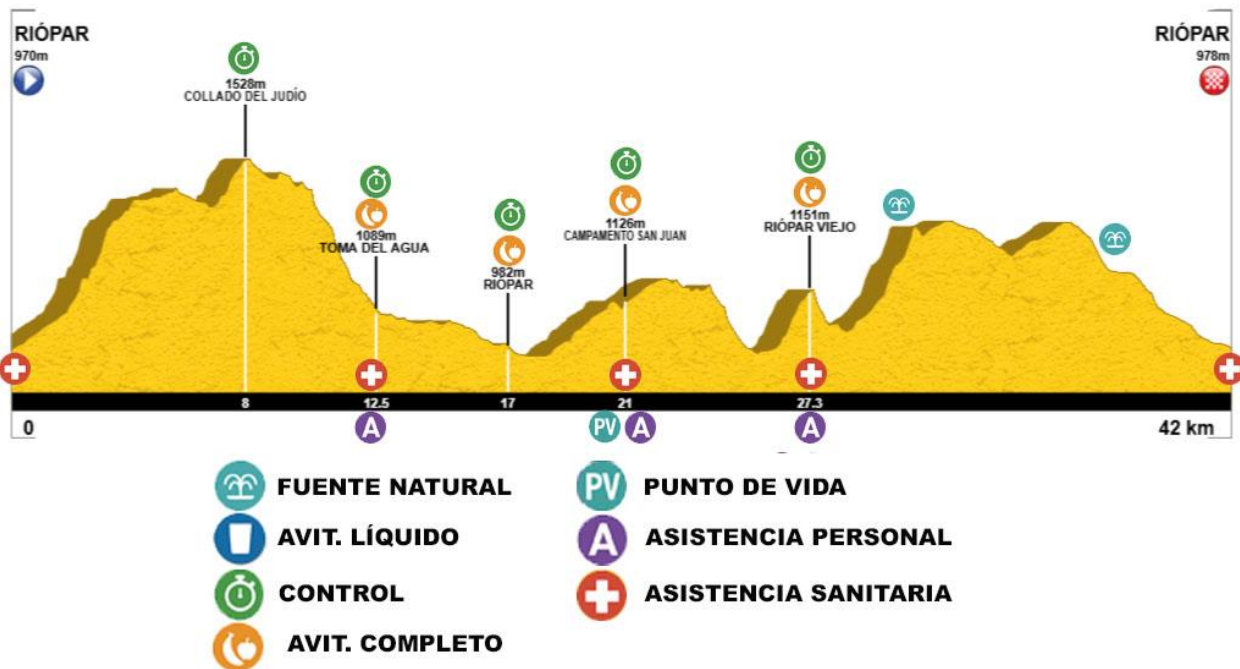 RIÓPAR
970m
1528m
COLLADO DEL JUDÍO
1089m
TOMA DEL AGUA
982m
RIÓPAR
1126m
CAMPAMENTO SAN JUAN
1151m
RIÓPAR VIEJO
RIÓPAR
978m
8
12.5
17
21
27.3
A
PV
A
A
0
42 km
FUENTE NATURAL
AVIT. LÍQUIDO
CONTROL
AVIT. COMPLETO
PV PUNTO DE VIDA
A ASISTENCIA PERSONAL
ASISTENCIA SANITARIA